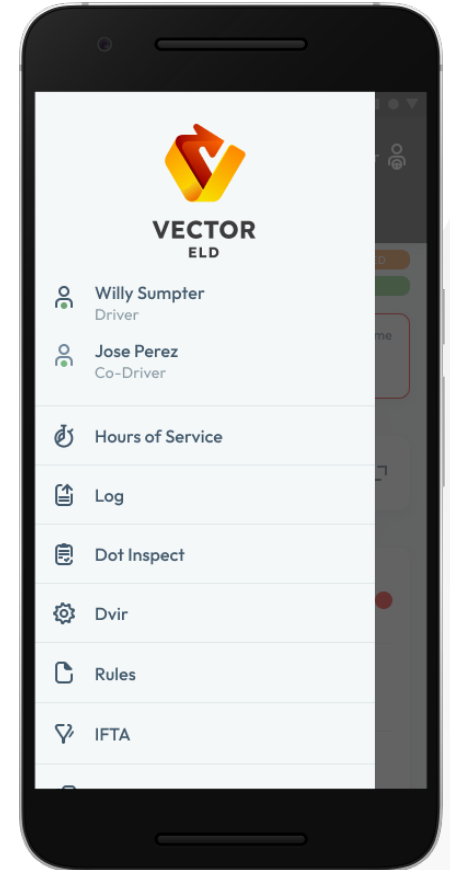 VECTOR
ELD
Willy Sumpter
Driver
Jose Perez
Co-Driver
Hours of Service
Log
Dot Inspect
Dvir
Rules
IFTA